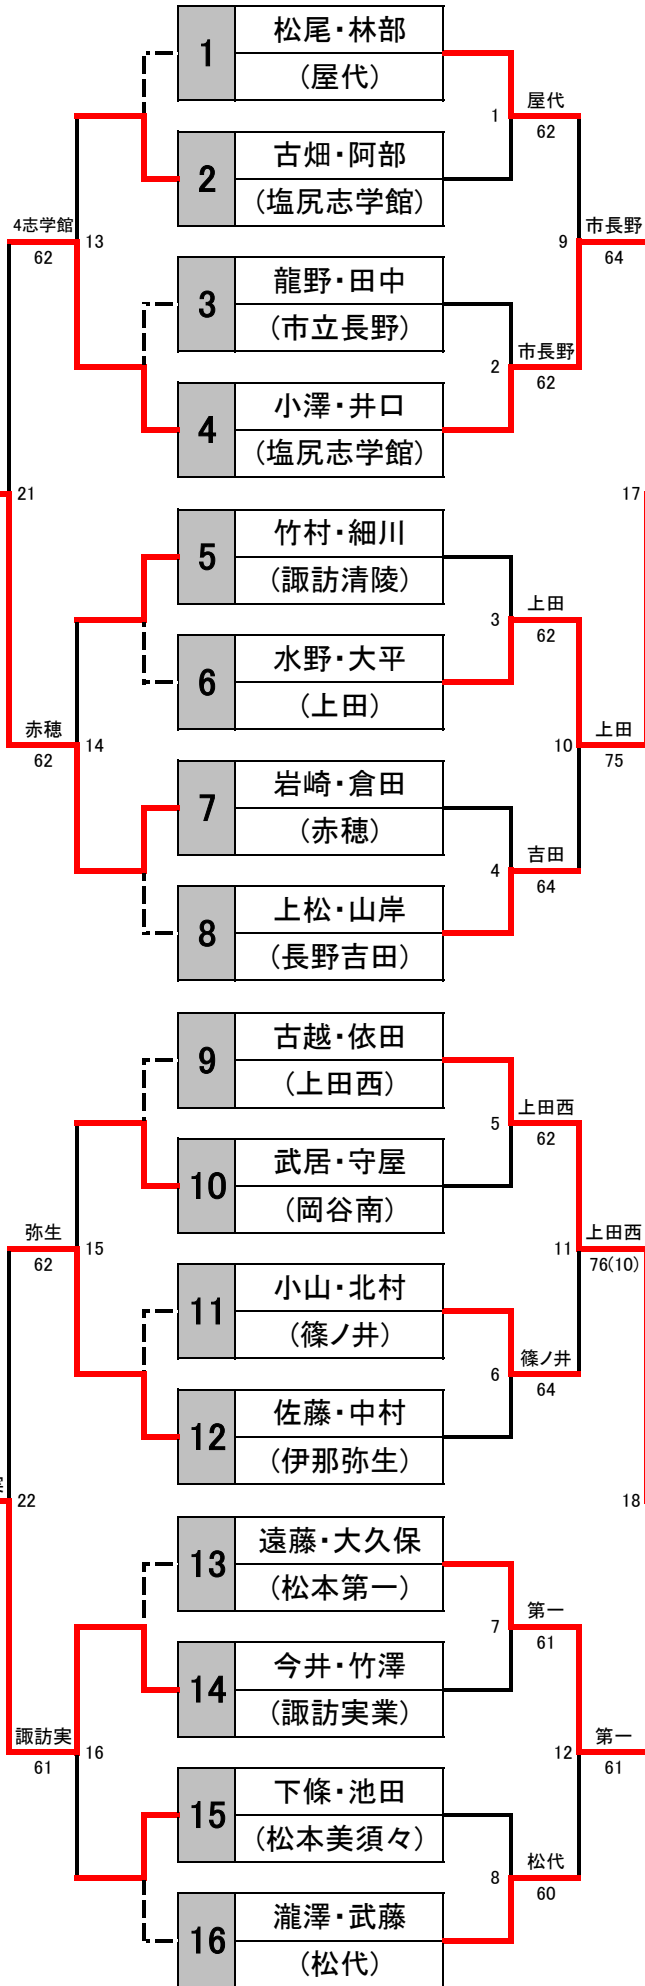 松尾・林部
1
(屋代)
屋代
1
62
古畑・阿部
2
(塩尻志学館)
4志学館
62
13
市長野
9
64
龍野・田中
3
(市立長野)
市長野
2
62
小澤・井口
4
(塩尻志学館)
21
17
竹村・細川
5
(諏訪清陵)
上田
3
62
水野・大平
6
(上田)
赤穂
62
14
上田
10
75
岩崎・倉田
7
(赤穂)
吉田
4
64
上松・山岸
8
(長野吉田)
古越・依田
9
(上田西)
上田西
5
62
武居・守屋
10
(岡谷南)
弥生
62
15
上田西
11
76(10)
小山・北村
11
(篠ノ井)
篠ノ井
6
64
佐藤・中村
12
(伊那弥生)
22
18
遠藤・大久保
13
(松本第一)
第一
7
61
今井・竹澤
14
(諏訪実業)
諏訪実
61
16
第一
12
61
下條・池田
15
(松本美須々)
松代
8
60
瀧澤・武藤
16
(松代)